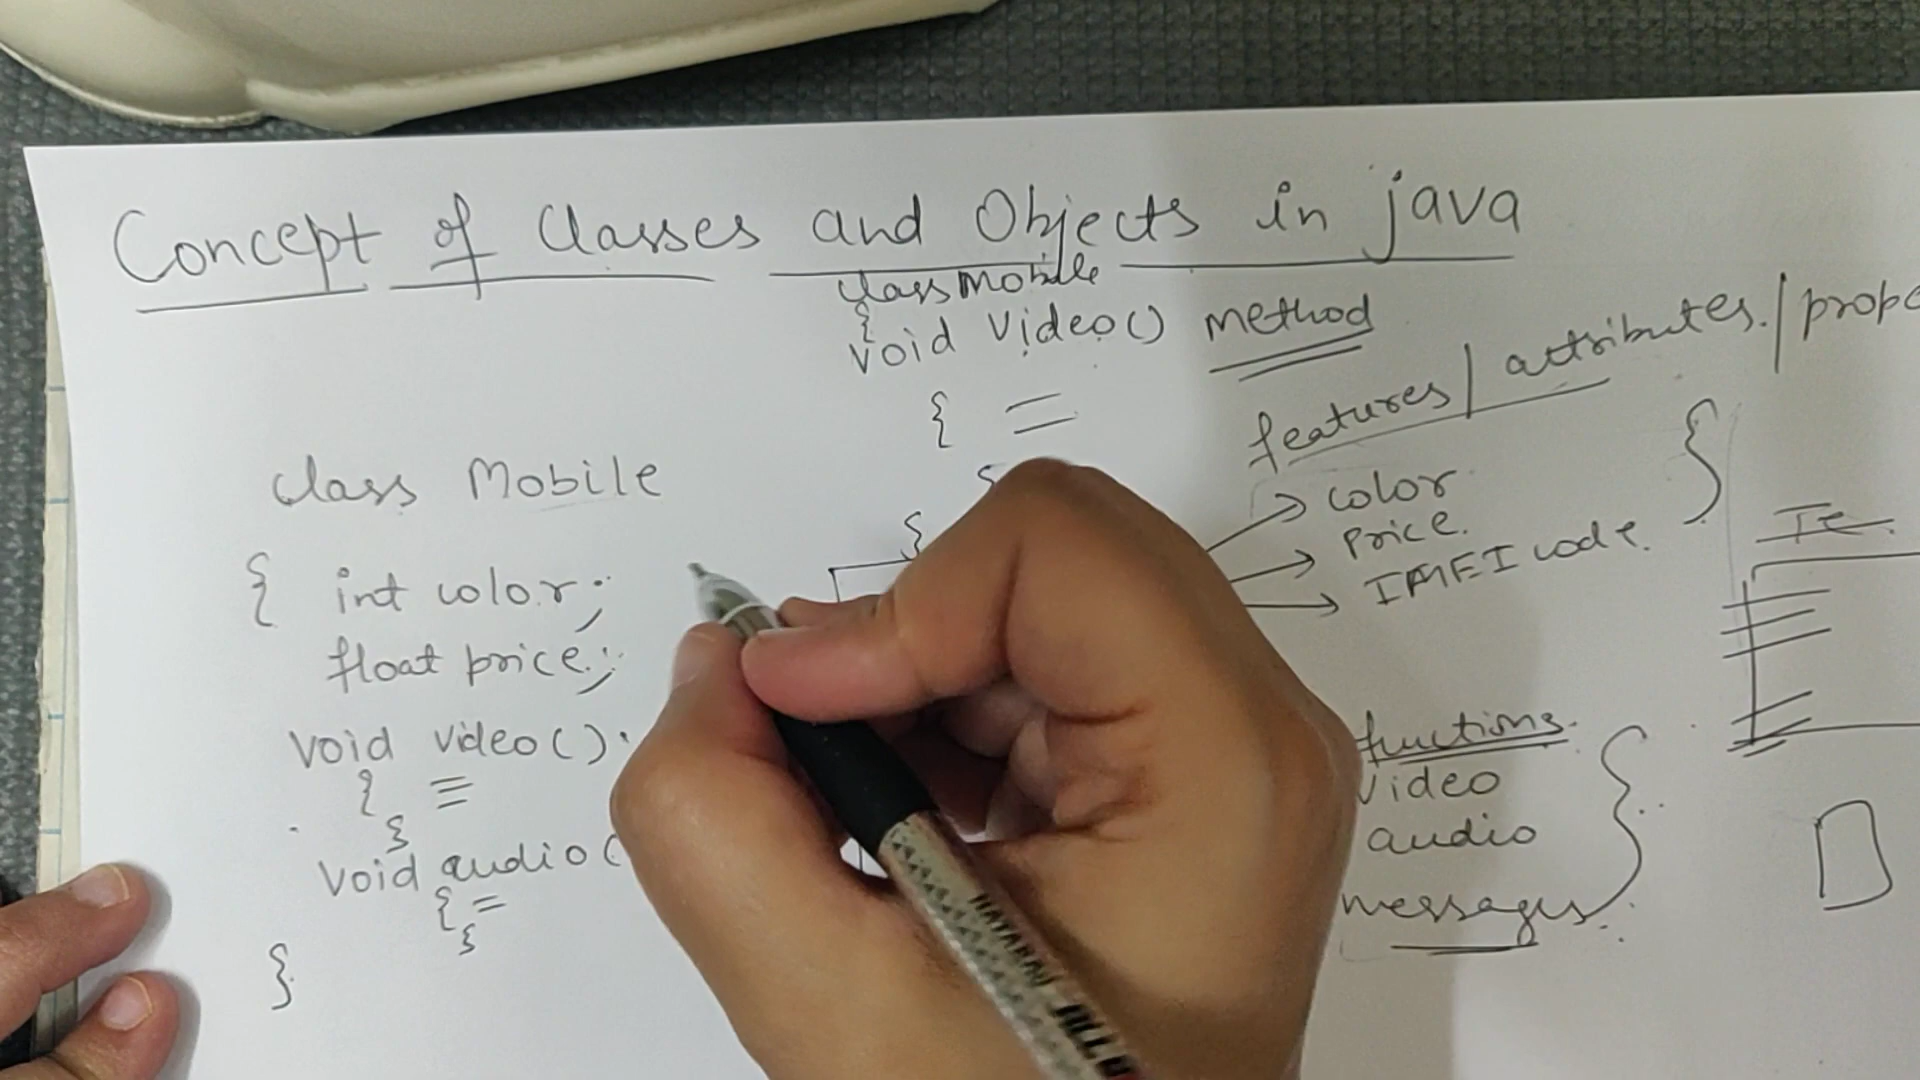 Concept of Classes and Objects in java
class Mobile
{
void Video() method
{ =
}
}
features / attributes. /
color
Price.
IMEI code.
class Mobile
{ int color;
float price;
void video()
{ ≡
}
void audio(
{ =
}
}
functions.
Video
audio
messages
HATARAJ